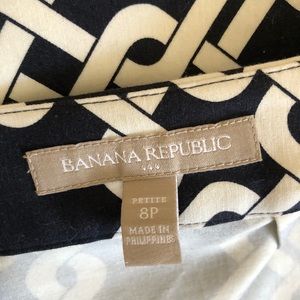 BANANA REPUBLIC
PETITE
8P
MADE IN
PHILIPPINES